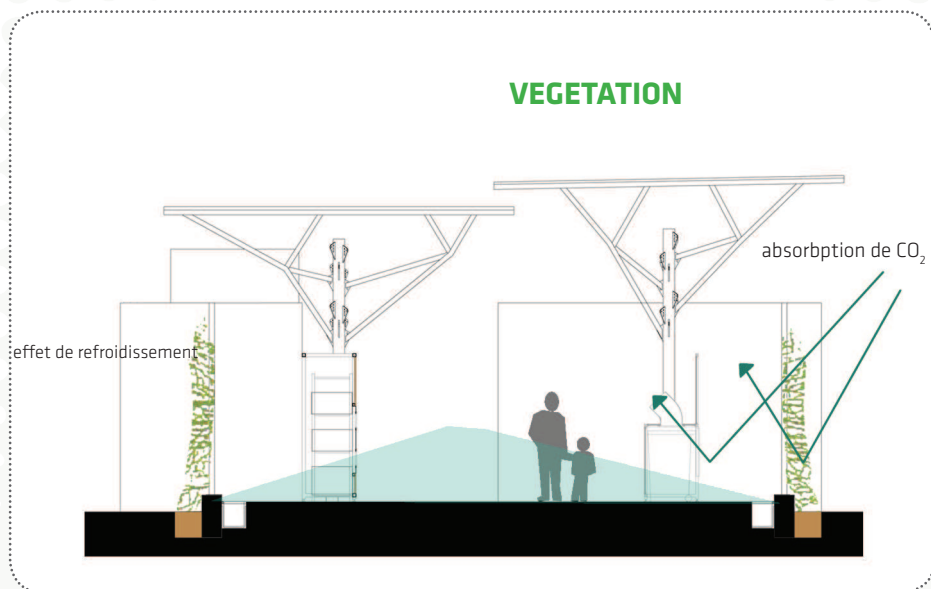 VEGETATION
absorbption de CO₂
effet de refroidissement